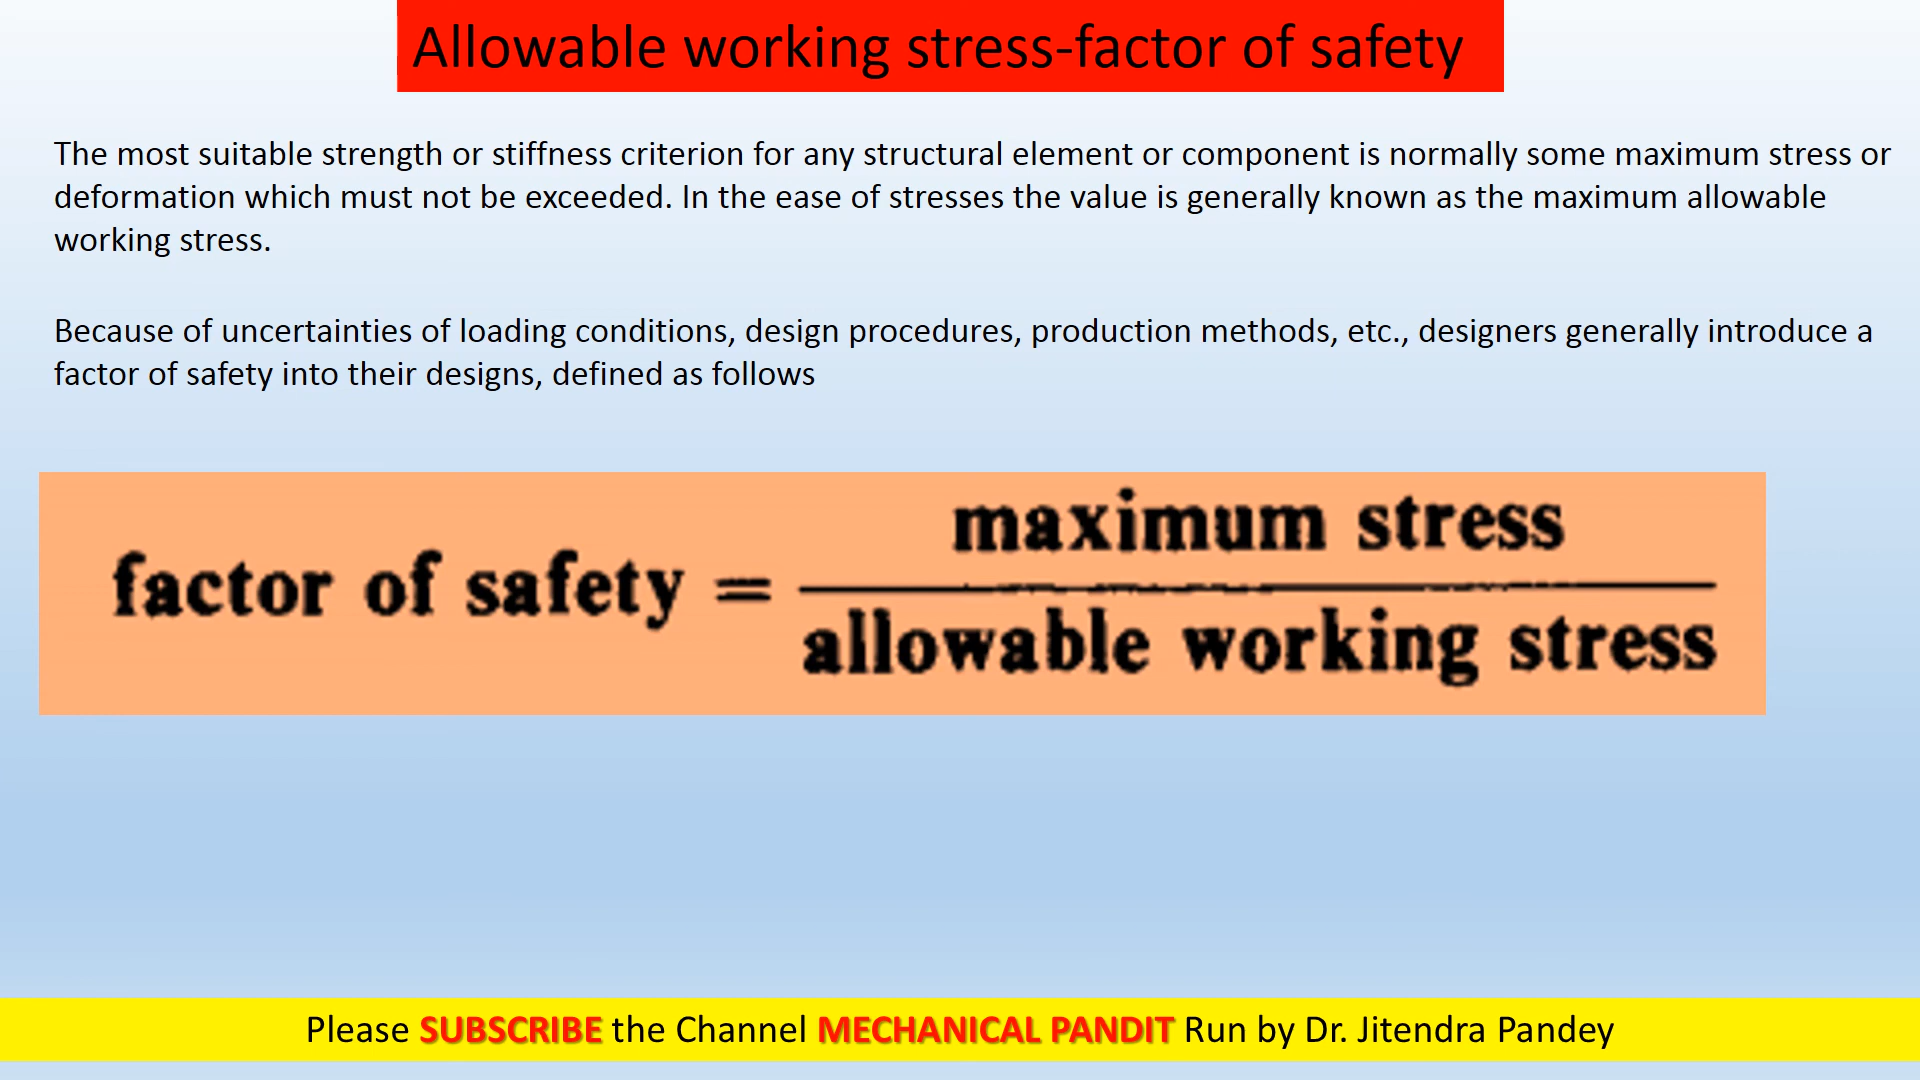 Allowable working stress-factor of safety
The most suitable strength or stiffness criterion for any structural element or component is normally some maximum stress or
deformation which must not be exceeded. In the ease of stresses the value is generally known as the maximum allowable
working stress.
Because of uncertainties of loading conditions, design procedures, production methods, etc., designers generally introduce a
factor of safety into their designs, defined as follows
maximum stress
factor of safety =
allowable working stress
Please SUBSCRIBE the Channel MECHANICAL PANDIT Run by Dr. Jitendra Pandey